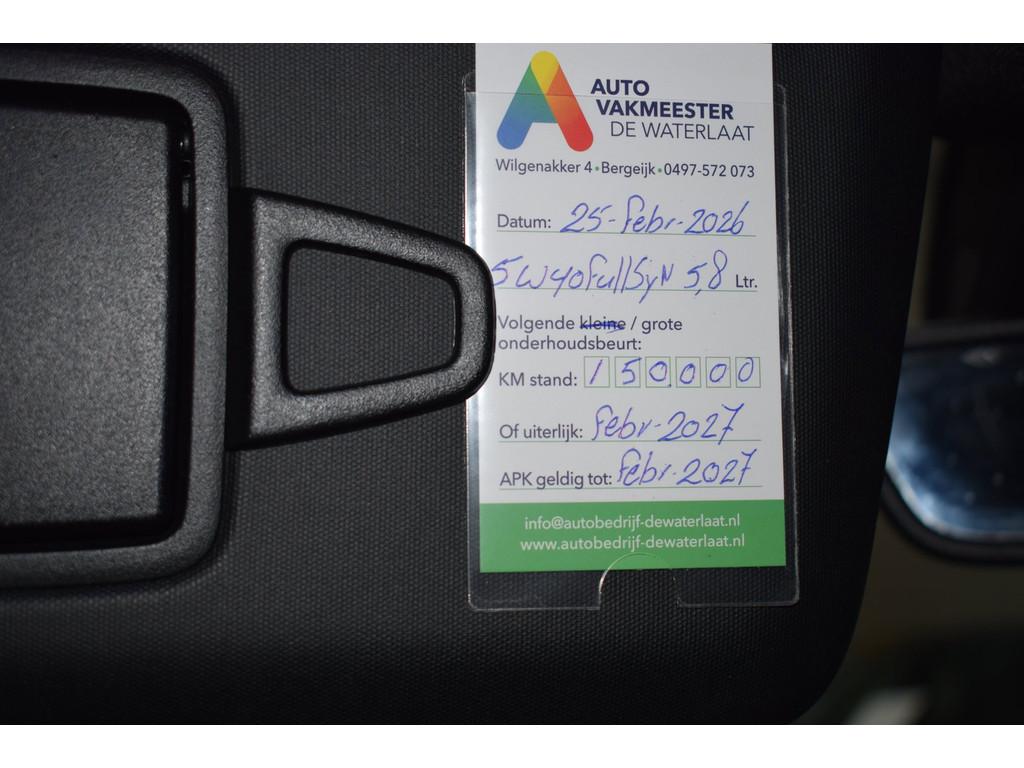 AUTO
VAKMEESTER
DE WATERLAAT
Wilgenakker 4 • Bergeijk • 0497-572 073
Datum: 25-febr-2026
5W40FullSyN 5,8 Ltr.
Volgende kleine / grote
onderhoudsbeurt:
KM stand: 150.000
Of uiterlijk: febr-2027
APK geldig tot: febr-2027
info@autobedrijf-dewaterlaat.nl
www.autobedrijf-dewaterlaat.nl